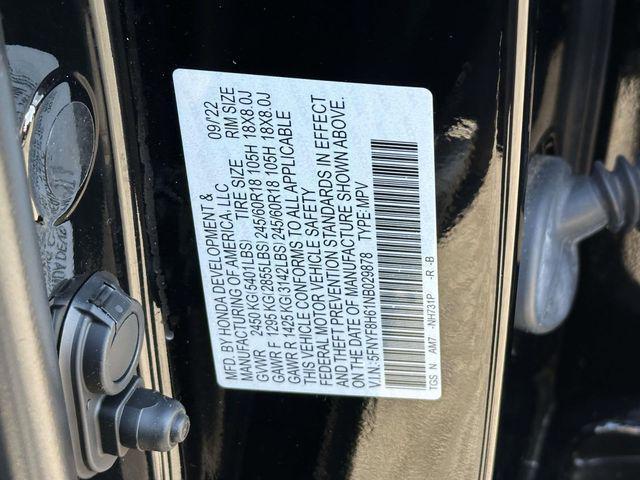 MFD. BY HONDA DEVELOPMENT & 09/22
MANUFACTURING OF AMERICA, LLC
TIRE SIZE RIM SIZE
GVWR 2450 KG(5401LBS)
GAWR F 1295 KG(2855LBS) 245/60R18 105H 18X8.0J
GAWR R 1425 KG(3142LBS) 245/60R18 105H 18X8.0J
THIS VEHICLE CONFORMS TO ALL APPLICABLE
FEDERAL MOTOR VEHICLE SAFETY
AND THEFT PREVENTION STANDARDS IN EFFECT
ON THE DATE OF MANUFACTURE SHOWN ABOVE.
V.I.N.:5FNYF8H61NB029878 TYPE:MPV
TGS N AM7 -NH731P -R -B